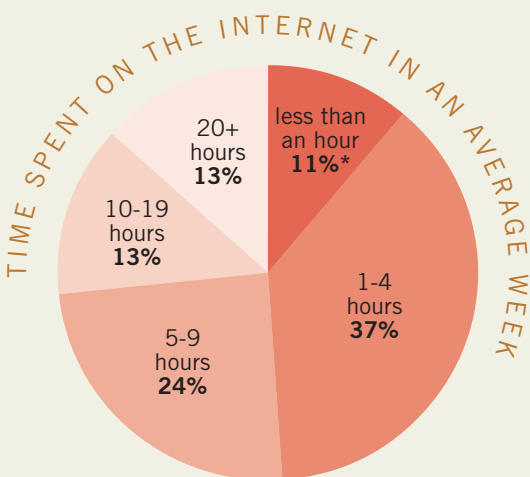 TIME SPENT ON THE INTERNET IN AN AVERAGE WEEK
less than
an hour
11%*
1-4
hours
37%
5-9
hours
24%
10-19
hours
13%
20+
hours
13%